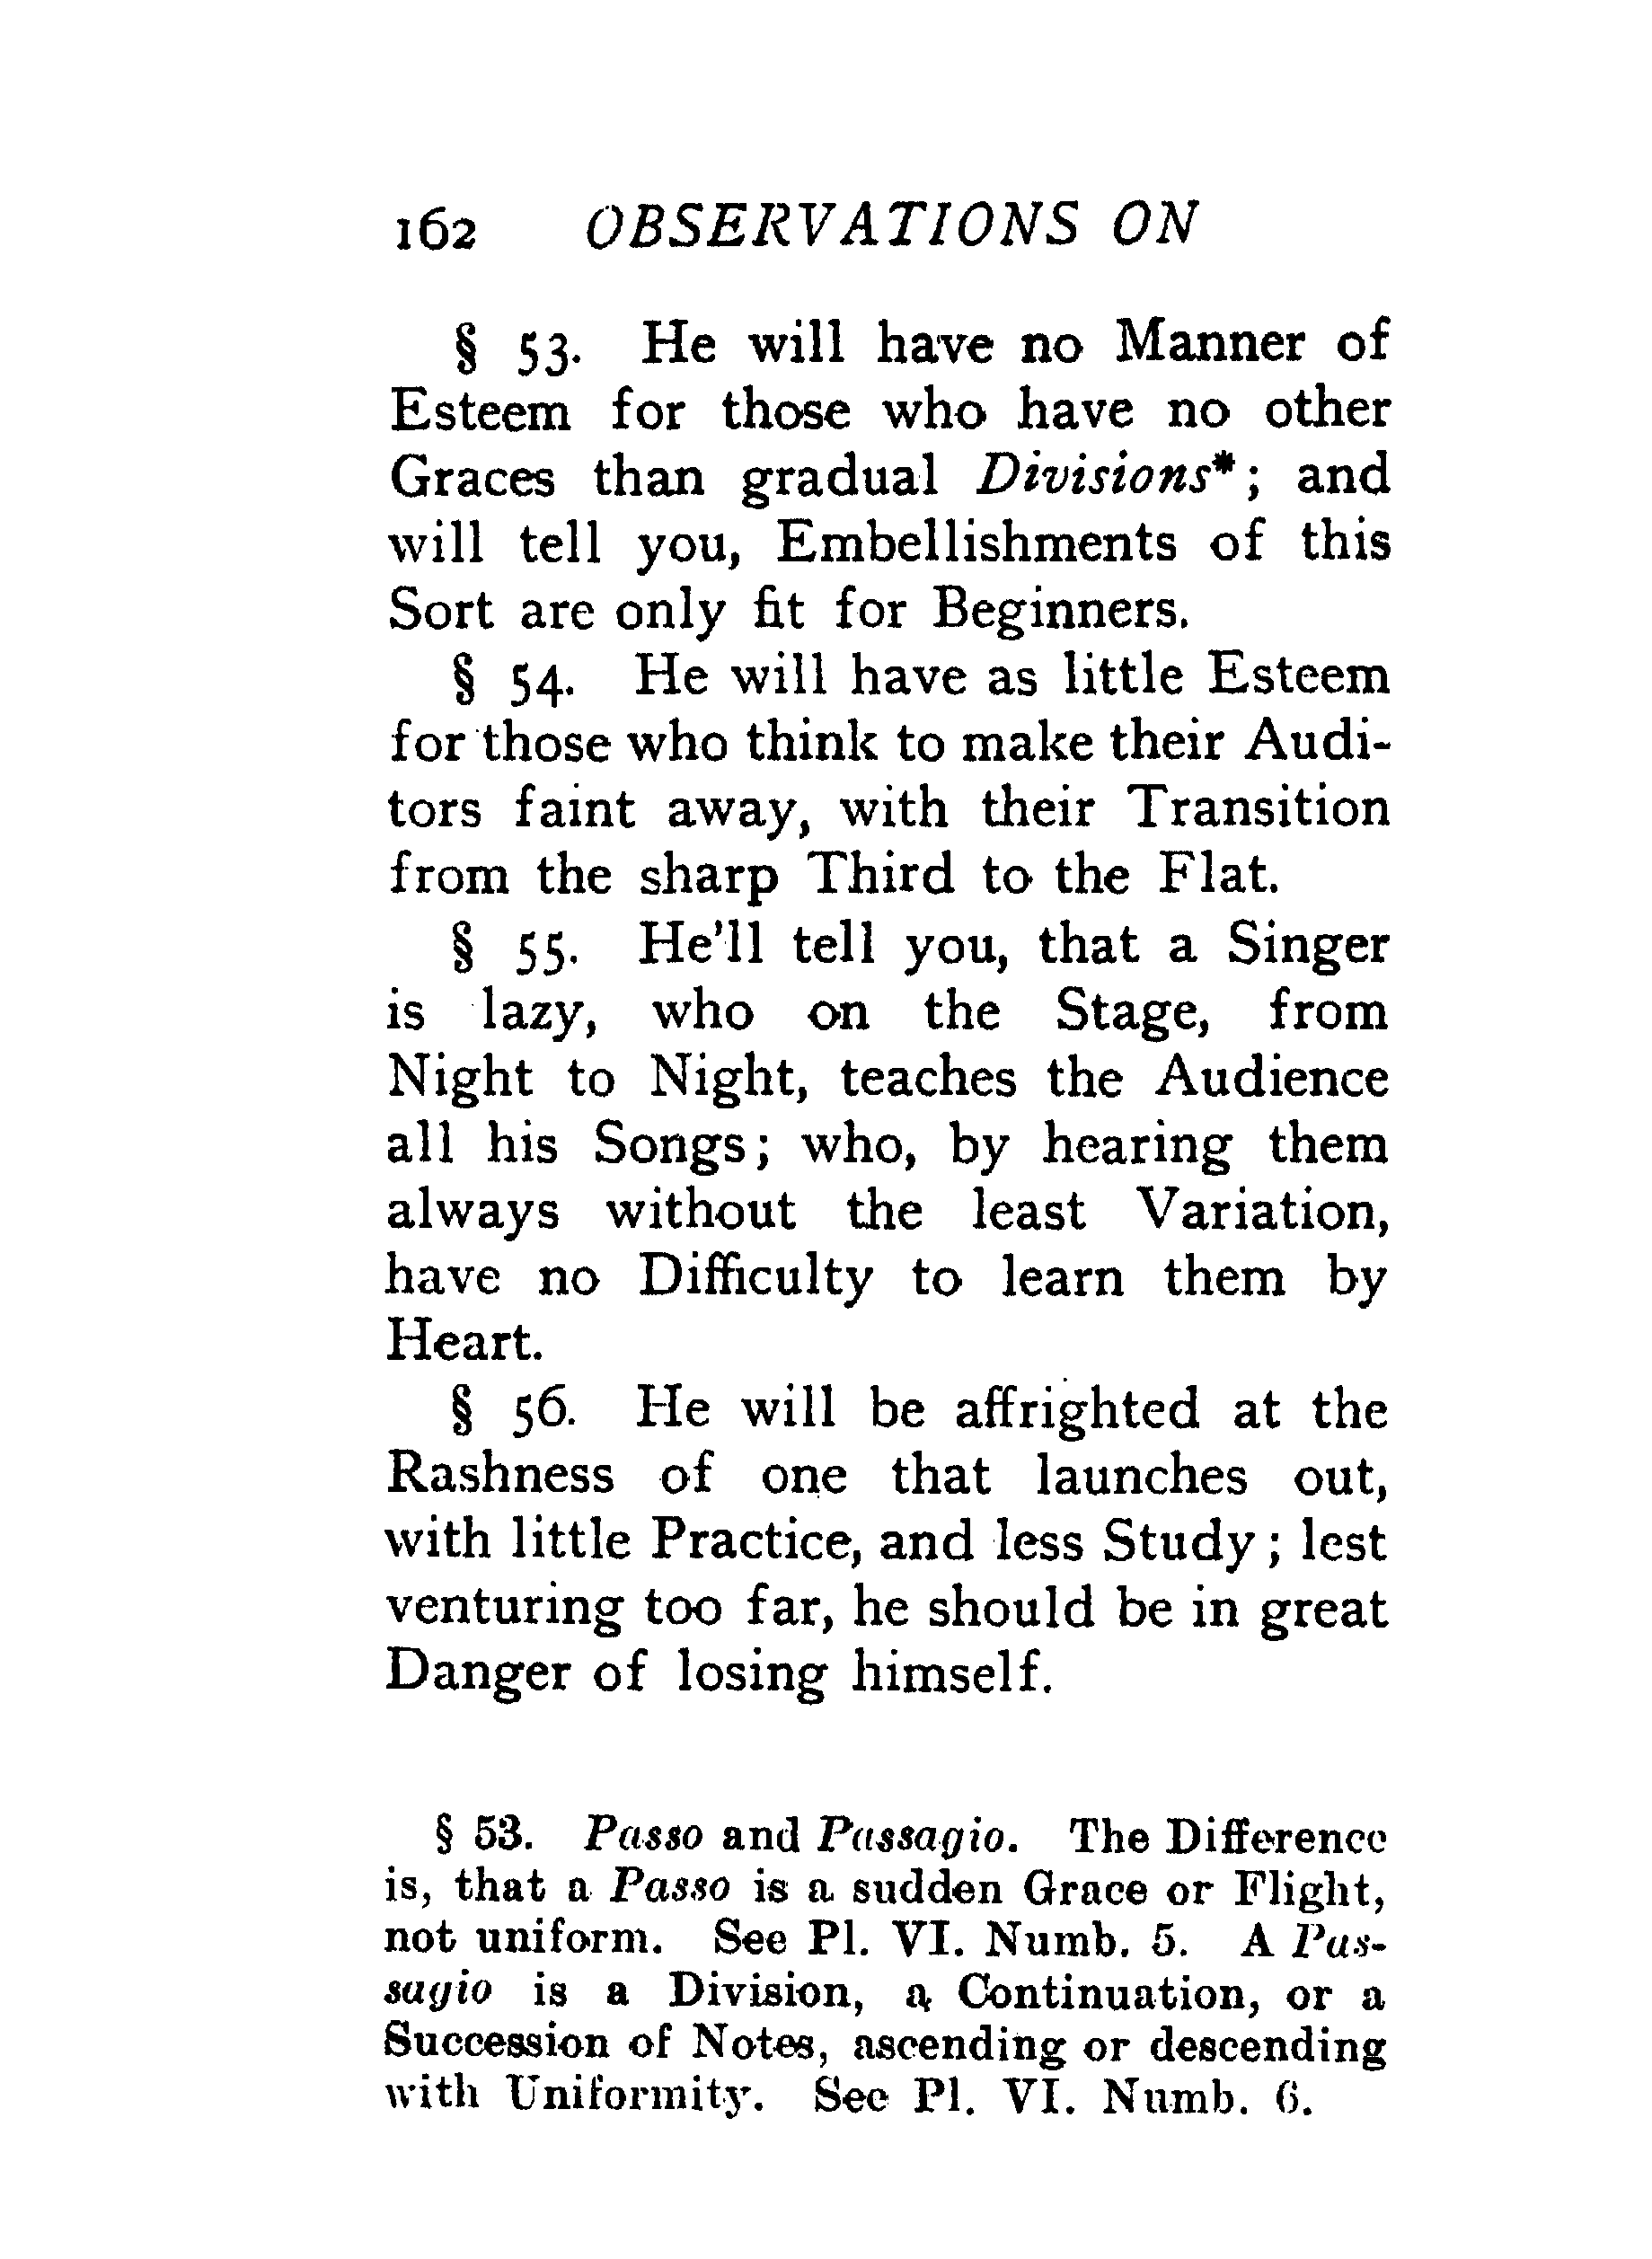 162 OBSERVATIONS ON
§ 53. He will have no Manner of
Esteem for those who have no other
Graces than gradual Divisions*; and
will tell you, Embellishments of this
Sort are only fit for Beginners.
§ 54. He will have as little Esteem
for those who think to make their Audi-
tors faint away, with their Transition
from the sharp Third to the Flat.
§ 55. He'll tell you, that a Singer
is lazy, who on the Stage, from
Night to Night, teaches the Audience
all his Songs; who, by hearing them
always without the least Variation,
have no Difficulty to learn them by
Heart.
§ 56. He will be affrighted at the
Rashness of one that launches out,
with little Practice, and less Study; lest
venturing too far, he should be in great
Danger of losing himself.
§ 53. Passo and Passagio. The Difference
is, that a Passo is a sudden Grace or Flight,
not uniform. See Pl. VI. Numb. 5. A Pas-
sagio is a Division, a Continuation, or a
Succession of Notes, ascending or descending
with Uniformity. See Pl. VI. Numb. 6.